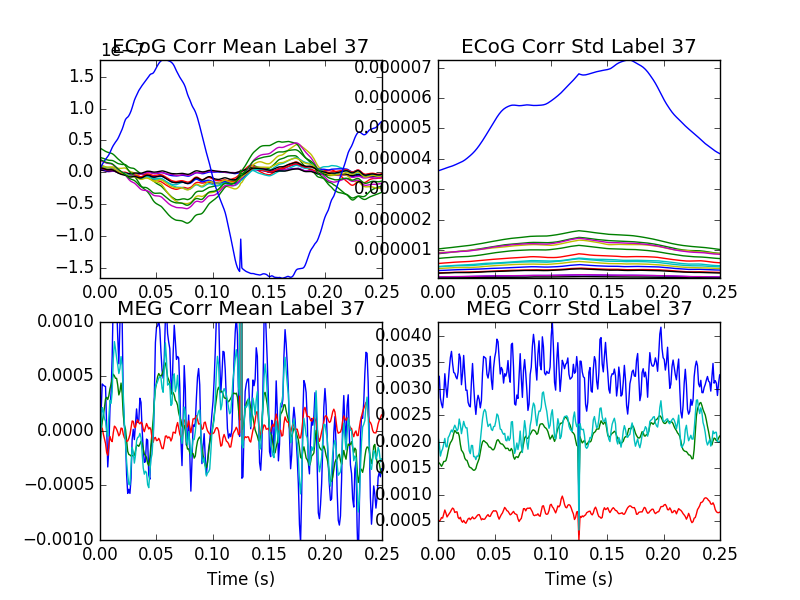 ECoG Corr Mean Label 37
1e−7
1.5
1.0
0.5
0.0
−0.5
−1.0
−1.5
0.00 0.05 0.10 0.15 0.20 0.25
ECoG Corr Std Label 37
0.000007
0.000006
0.000005
0.000004
0.000003
0.000002
0.000001
0.00 0.05 0.10 0.15 0.20 0.25
MEG Corr Mean Label 37
0.0010
0.0005
0.0000
−0.0005
−0.0010
0.00 0.05 0.10 0.15 0.20 0.25
Time (s)
MEG Corr Std Label 37
0.0040
0.0035
0.0030
0.0025
0.0020
0.0015
0.0010
0.0005
0.00 0.05 0.10 0.15 0.20 0.25
Time (s)